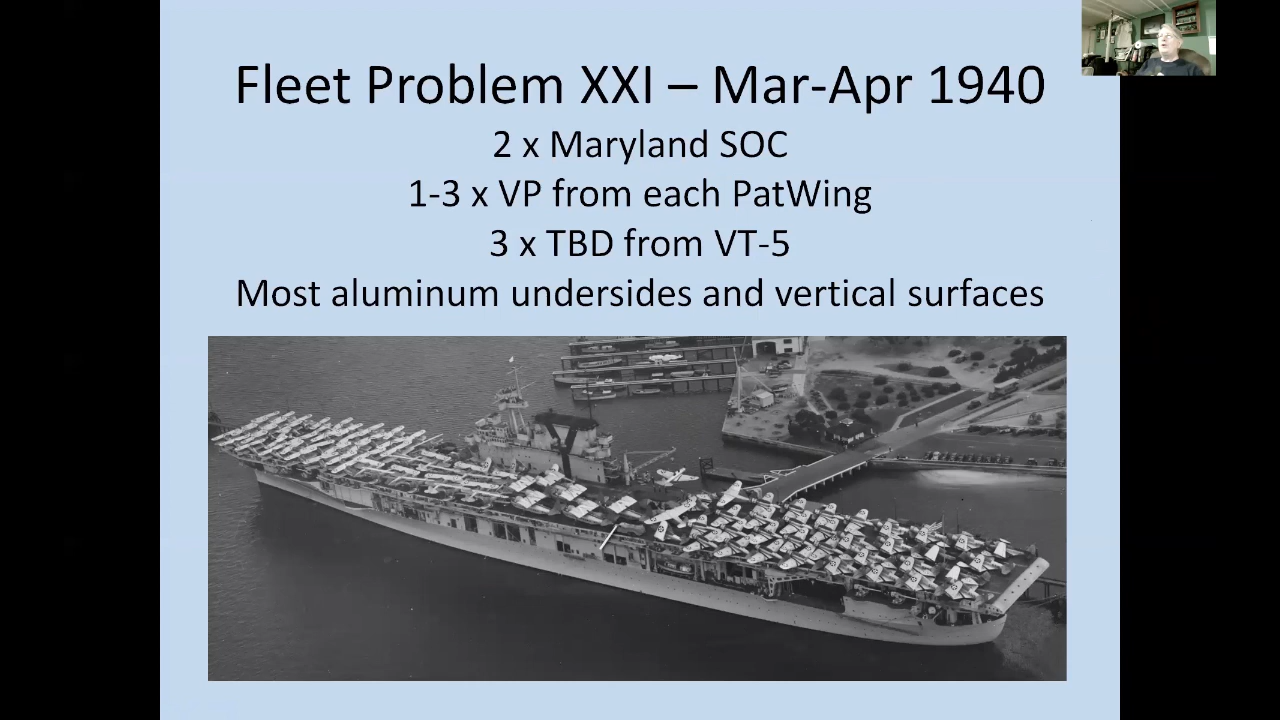 Fleet Problem XXI – Mar-Apr 1940
2 x Maryland SOC
1-3 x VP from each PatWing
3 x TBD from VT-5
Most aluminum undersides and vertical surfaces
Y